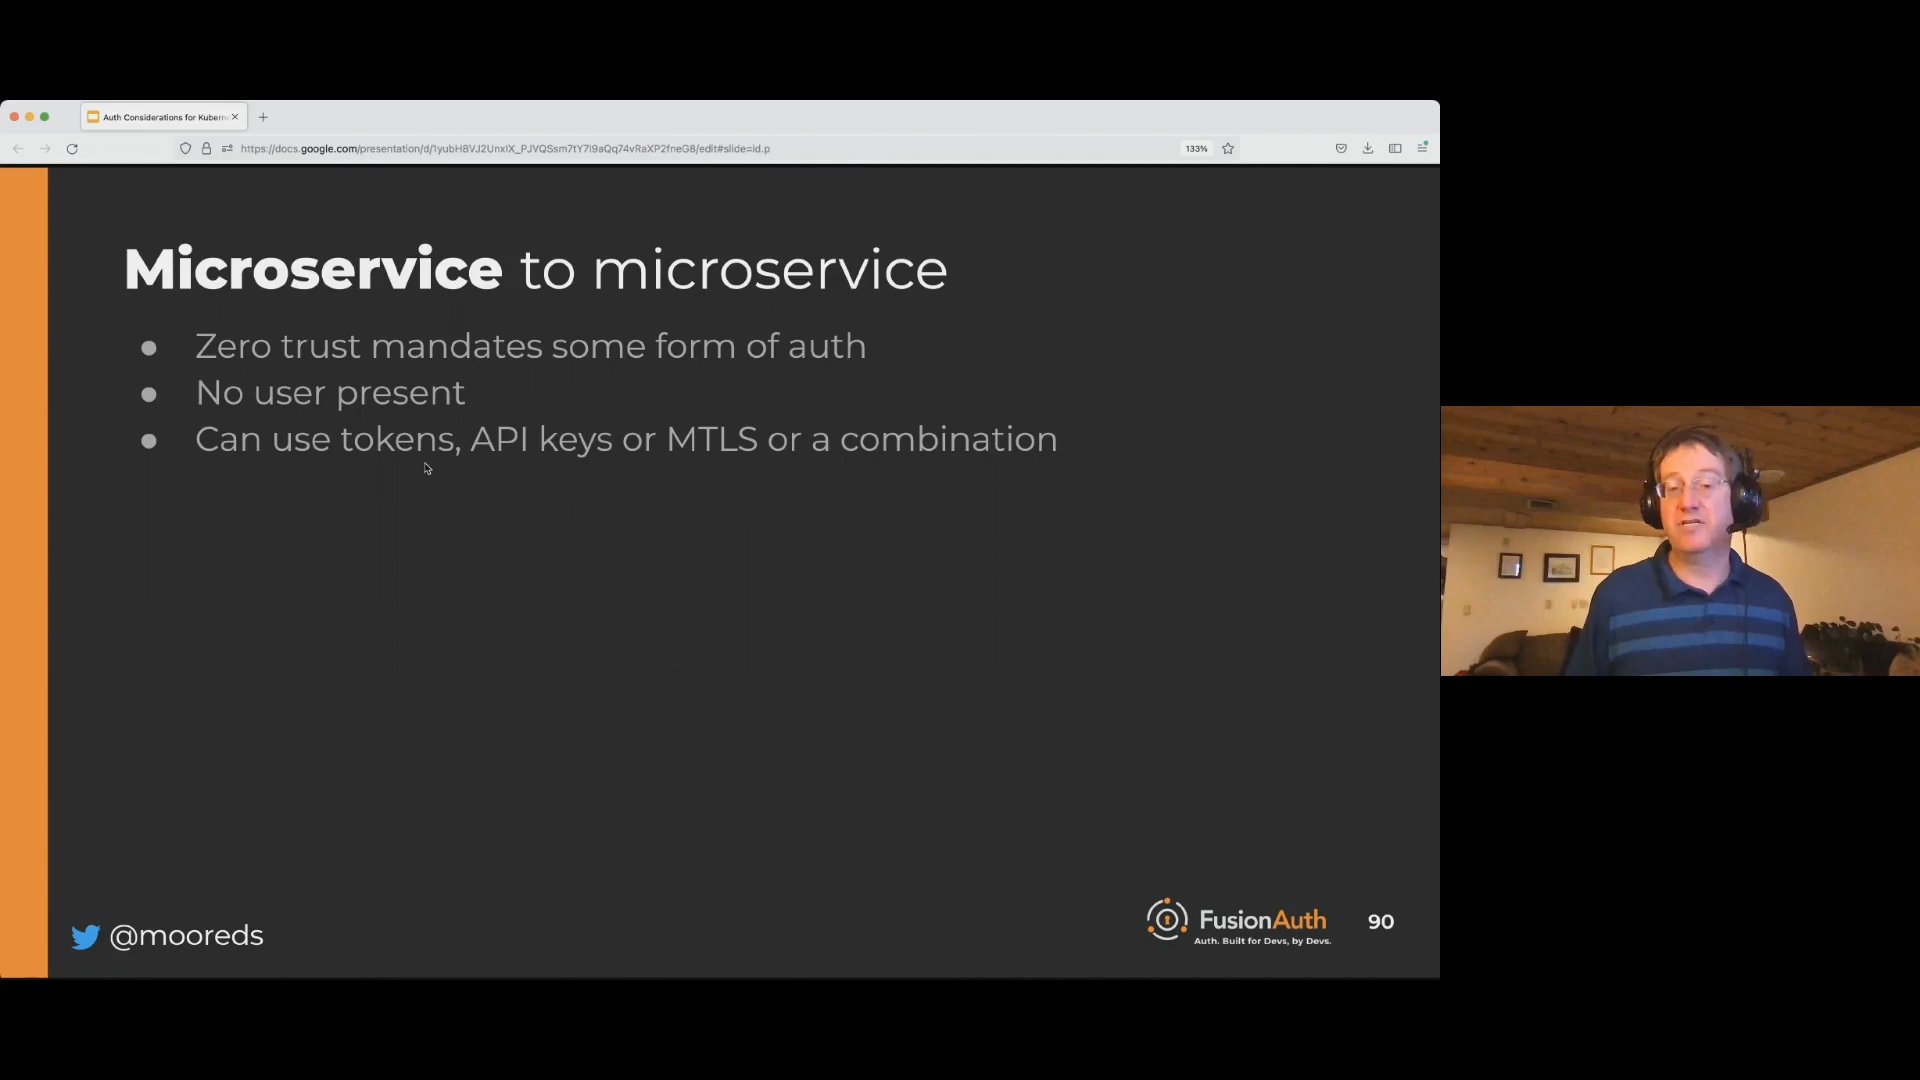 Auth Considerations for Kubern
https://docs.google.com/presentation/d/1yubH8VJ2UnxIX_PJVQSsm7tY7I9aQq74vRaXP2fneG8/edit#slide=id.p
133%
Microservice to microservice
● Zero trust mandates some form of auth
● No user present
● Can use tokens, API keys or MTLS or a combination
@mooreds
FusionAuth
Auth. Built for Devs, by Devs.
90